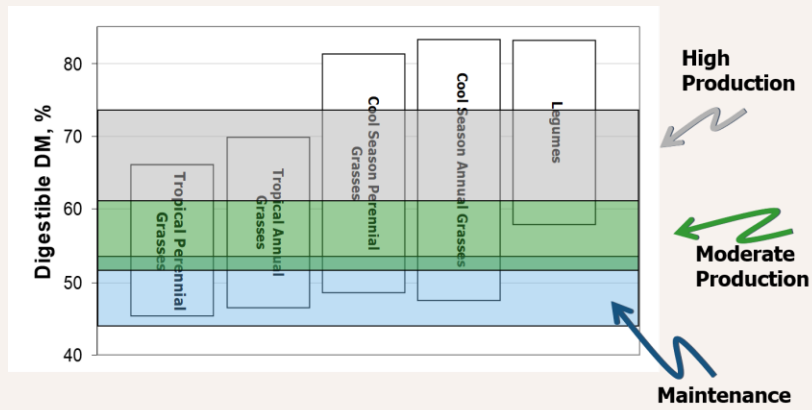 Digestible DM, %
80
70
60
50
40
Tropical Perennial
Grasses
Tropical Annual
Grasses
Cool Season Perennial
Grasses
Cool Season Annual Grasses
Legumes
High
Production
Moderate
Production
Maintenance